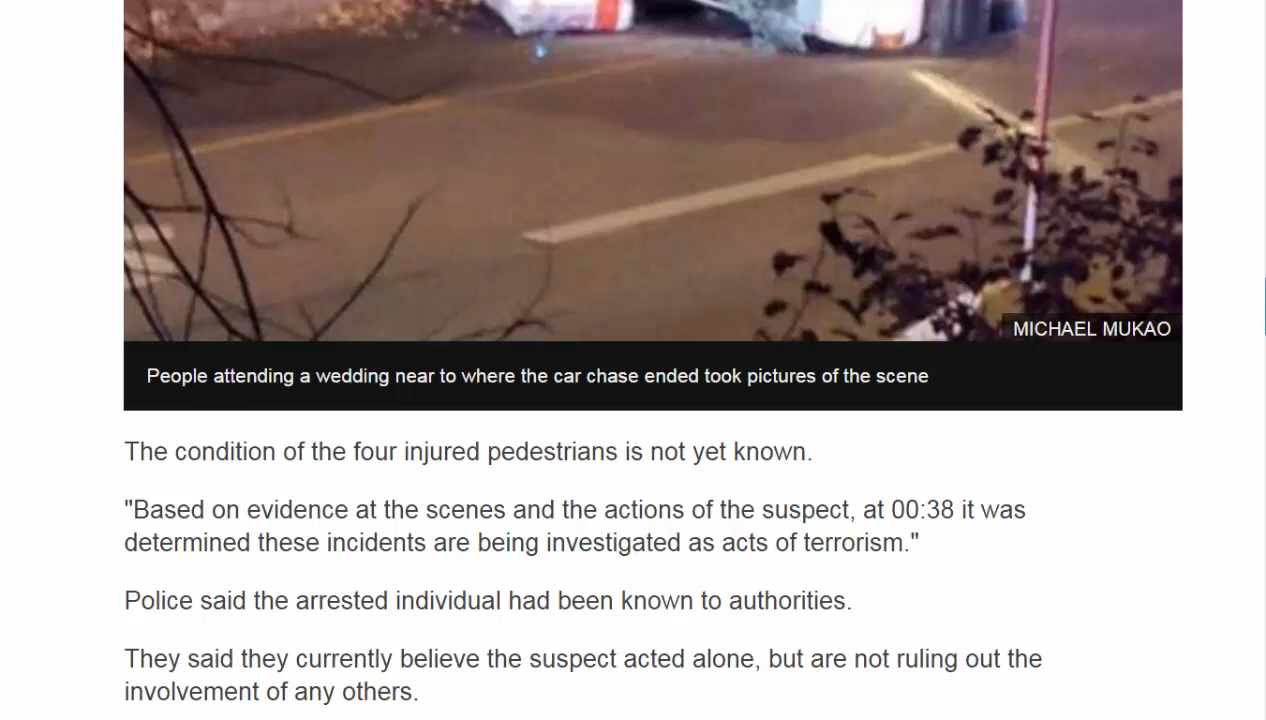 MICHAEL MUKAO
People attending a wedding near to where the car chase ended took pictures of the scene
The condition of the four injured pedestrians is not yet known.
"Based on evidence at the scenes and the actions of the suspect, at 00:38 it was
determined these incidents are being investigated as acts of terrorism."
Police said the arrested individual had been known to authorities.
They said they currently believe the suspect acted alone, but are not ruling out the
involvement of any others.